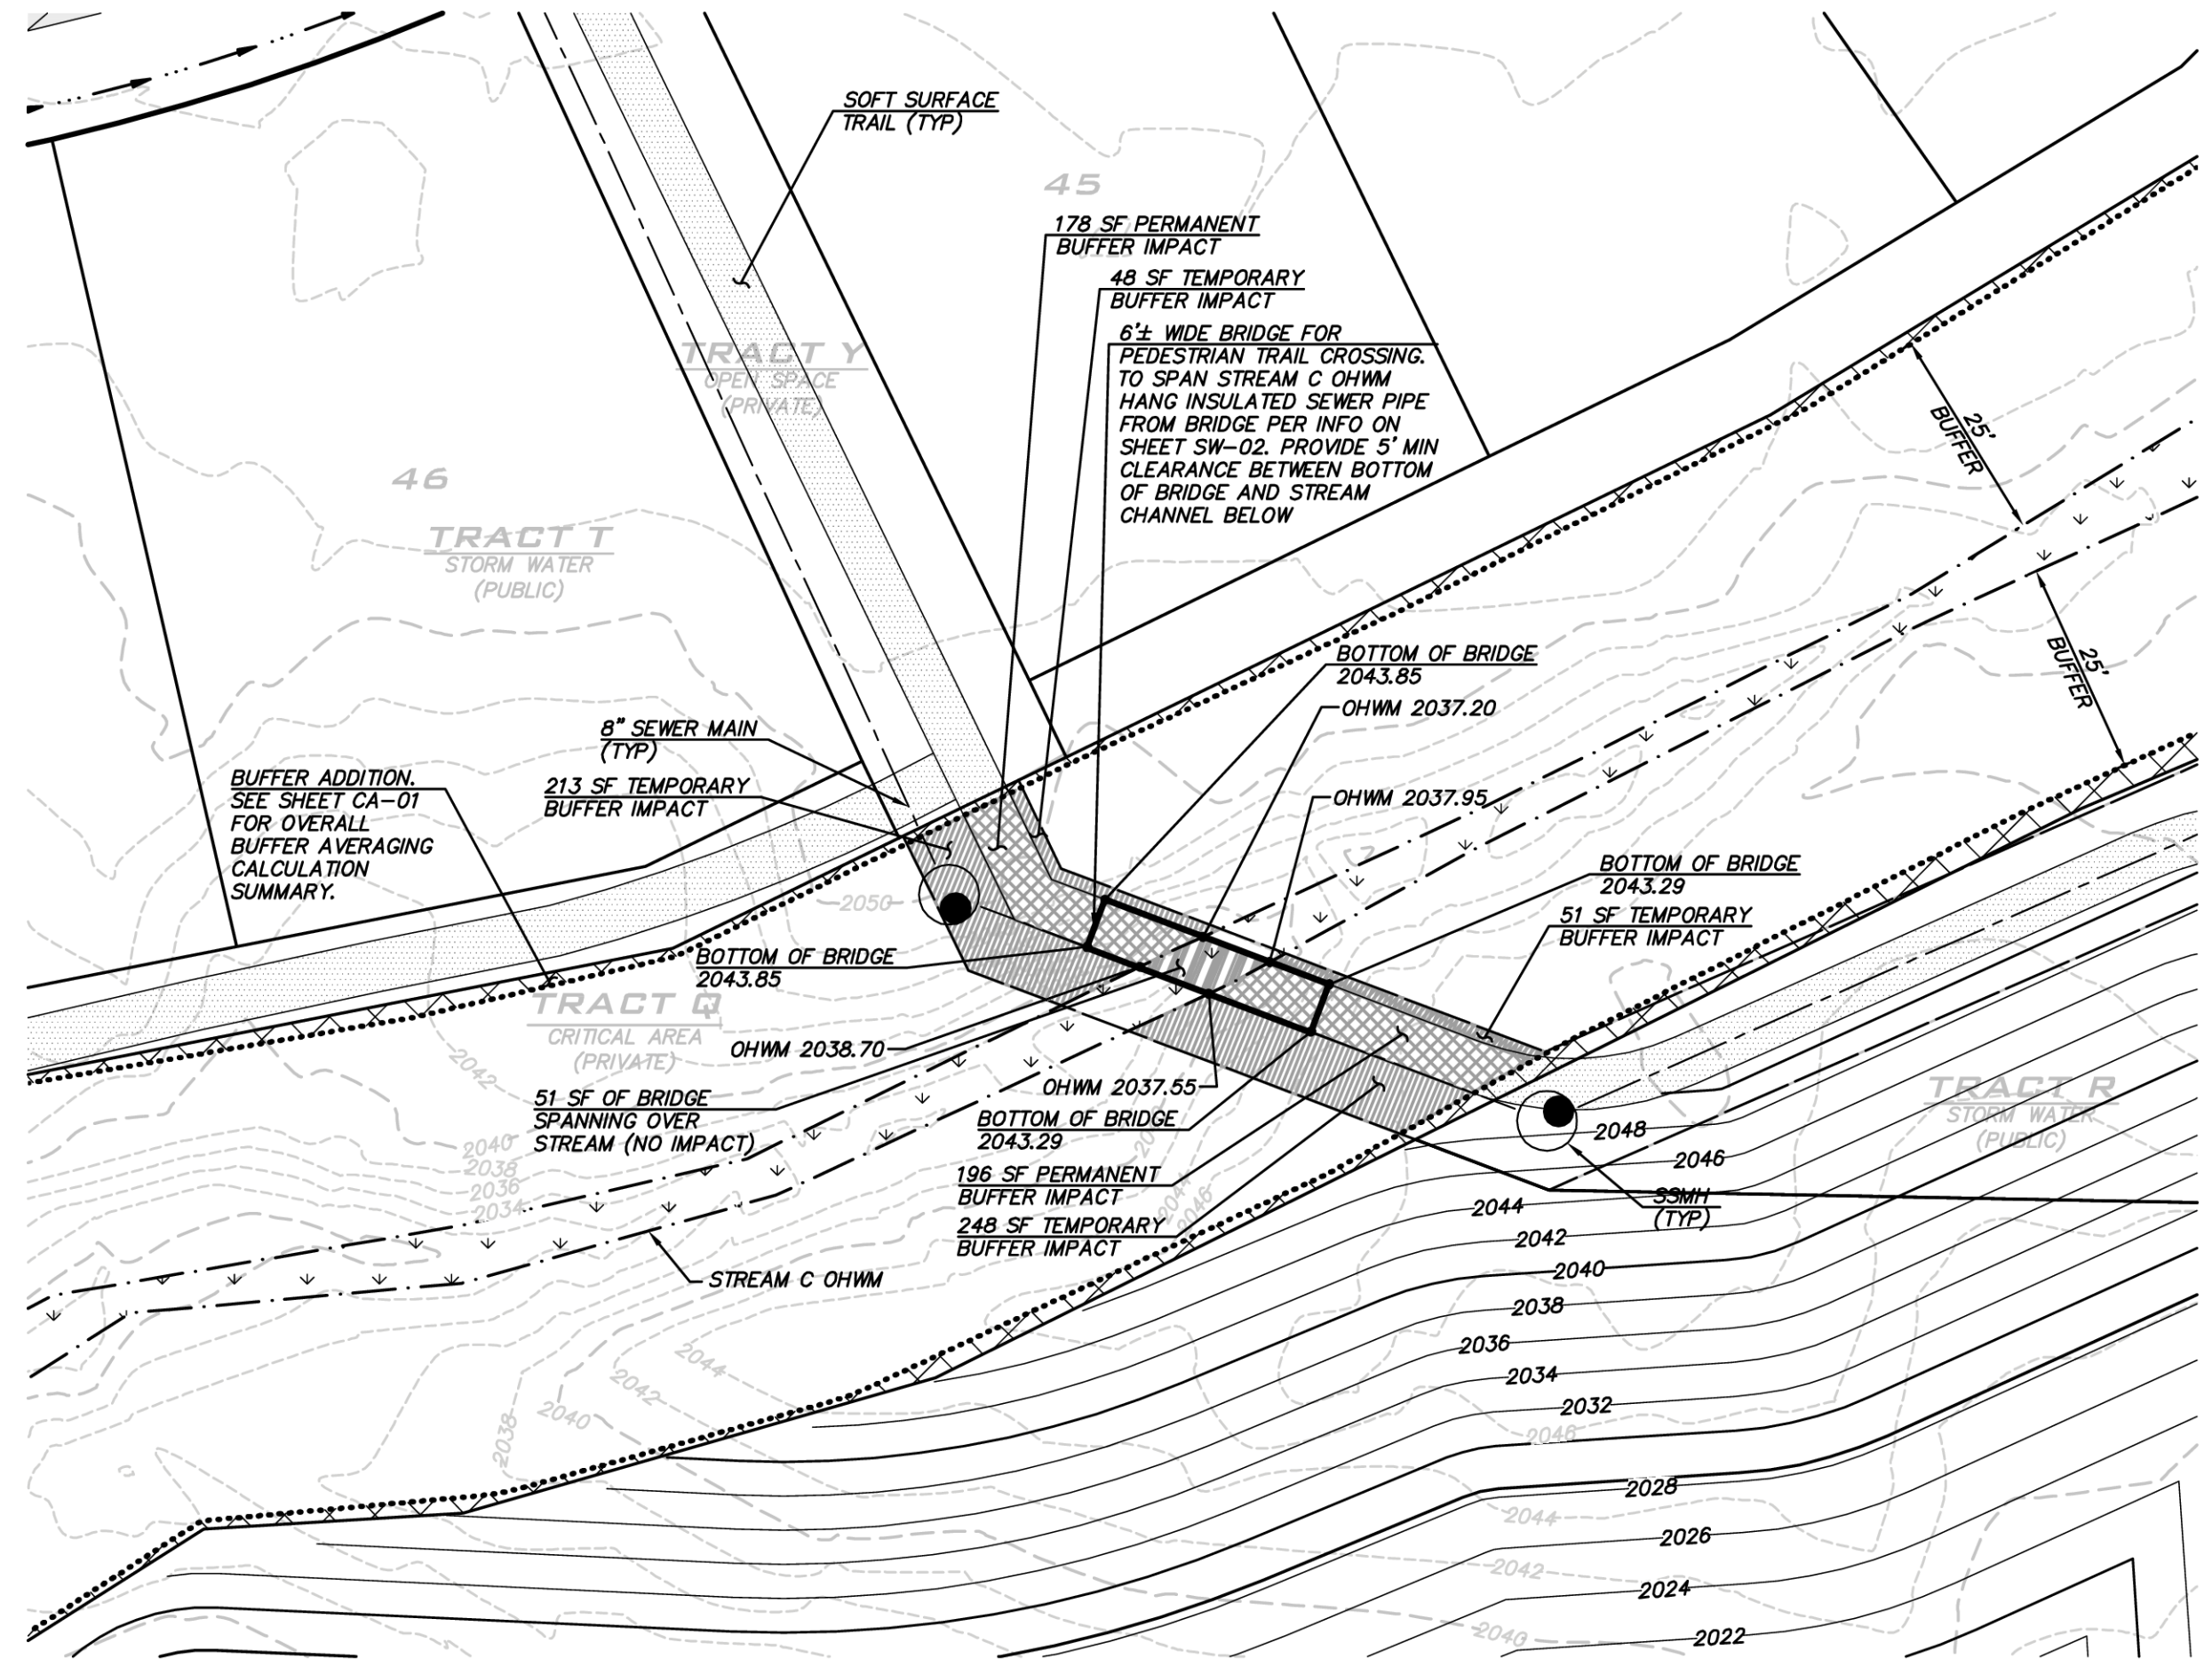 SOFT SURFACE
TRAIL (TYP)
45
178 SF PERMANENT
BUFFER IMPACT
48 SF TEMPORARY
BUFFER IMPACT
6'± WIDE BRIDGE FOR
PEDESTRIAN TRAIL CROSSING.
TO SPAN STREAM C OHWM
HANG INSULATED SEWER PIPE
FROM BRIDGE PER INFO ON
SHEET SW-02. PROVIDE 5' MIN
CLEARANCE BETWEEN BOTTOM
OF BRIDGE AND STREAM
CHANNEL BELOW
TRACT Y
OPEN SPACE
(PRIVATE)
46
TRACT T
STORM WATER
(PUBLIC)
25'
BUFFER
25'
BUFFER
BOTTOM OF BRIDGE
2043.85
OHWM 2037.20
8" SEWER MAIN
(TYP)
213 SF TEMPORARY
BUFFER IMPACT
BUFFER ADDITION.
SEE SHEET CA-01
FOR OVERALL
BUFFER AVERAGING
CALCULATION
SUMMARY.
OHWM 2037.95
BOTTOM OF BRIDGE
2043.29
51 SF TEMPORARY
BUFFER IMPACT
2050
BOTTOM OF BRIDGE
2043.85
TRACT Q
CRITICAL AREA
(PRIVATE)
2042
OHWM 2038.70
OHWM 2037.55
51 SF OF BRIDGE
SPANNING OVER
STREAM (NO IMPACT)
BOTTOM OF BRIDGE
2043.29
196 SF PERMANENT
BUFFER IMPACT
248 SF TEMPORARY
BUFFER IMPACT
TRACT R
STORM WATER
(PUBLIC)
2040
2038
2036
2034
2044
2046
STREAM C OHWM
SSMH
(TYP)
2048
2046
2044
2042
2040
2038
2036
2034
2032
2028
2026
2024
2022
2044
2042
2040
2038
2046
2044
2042
2040